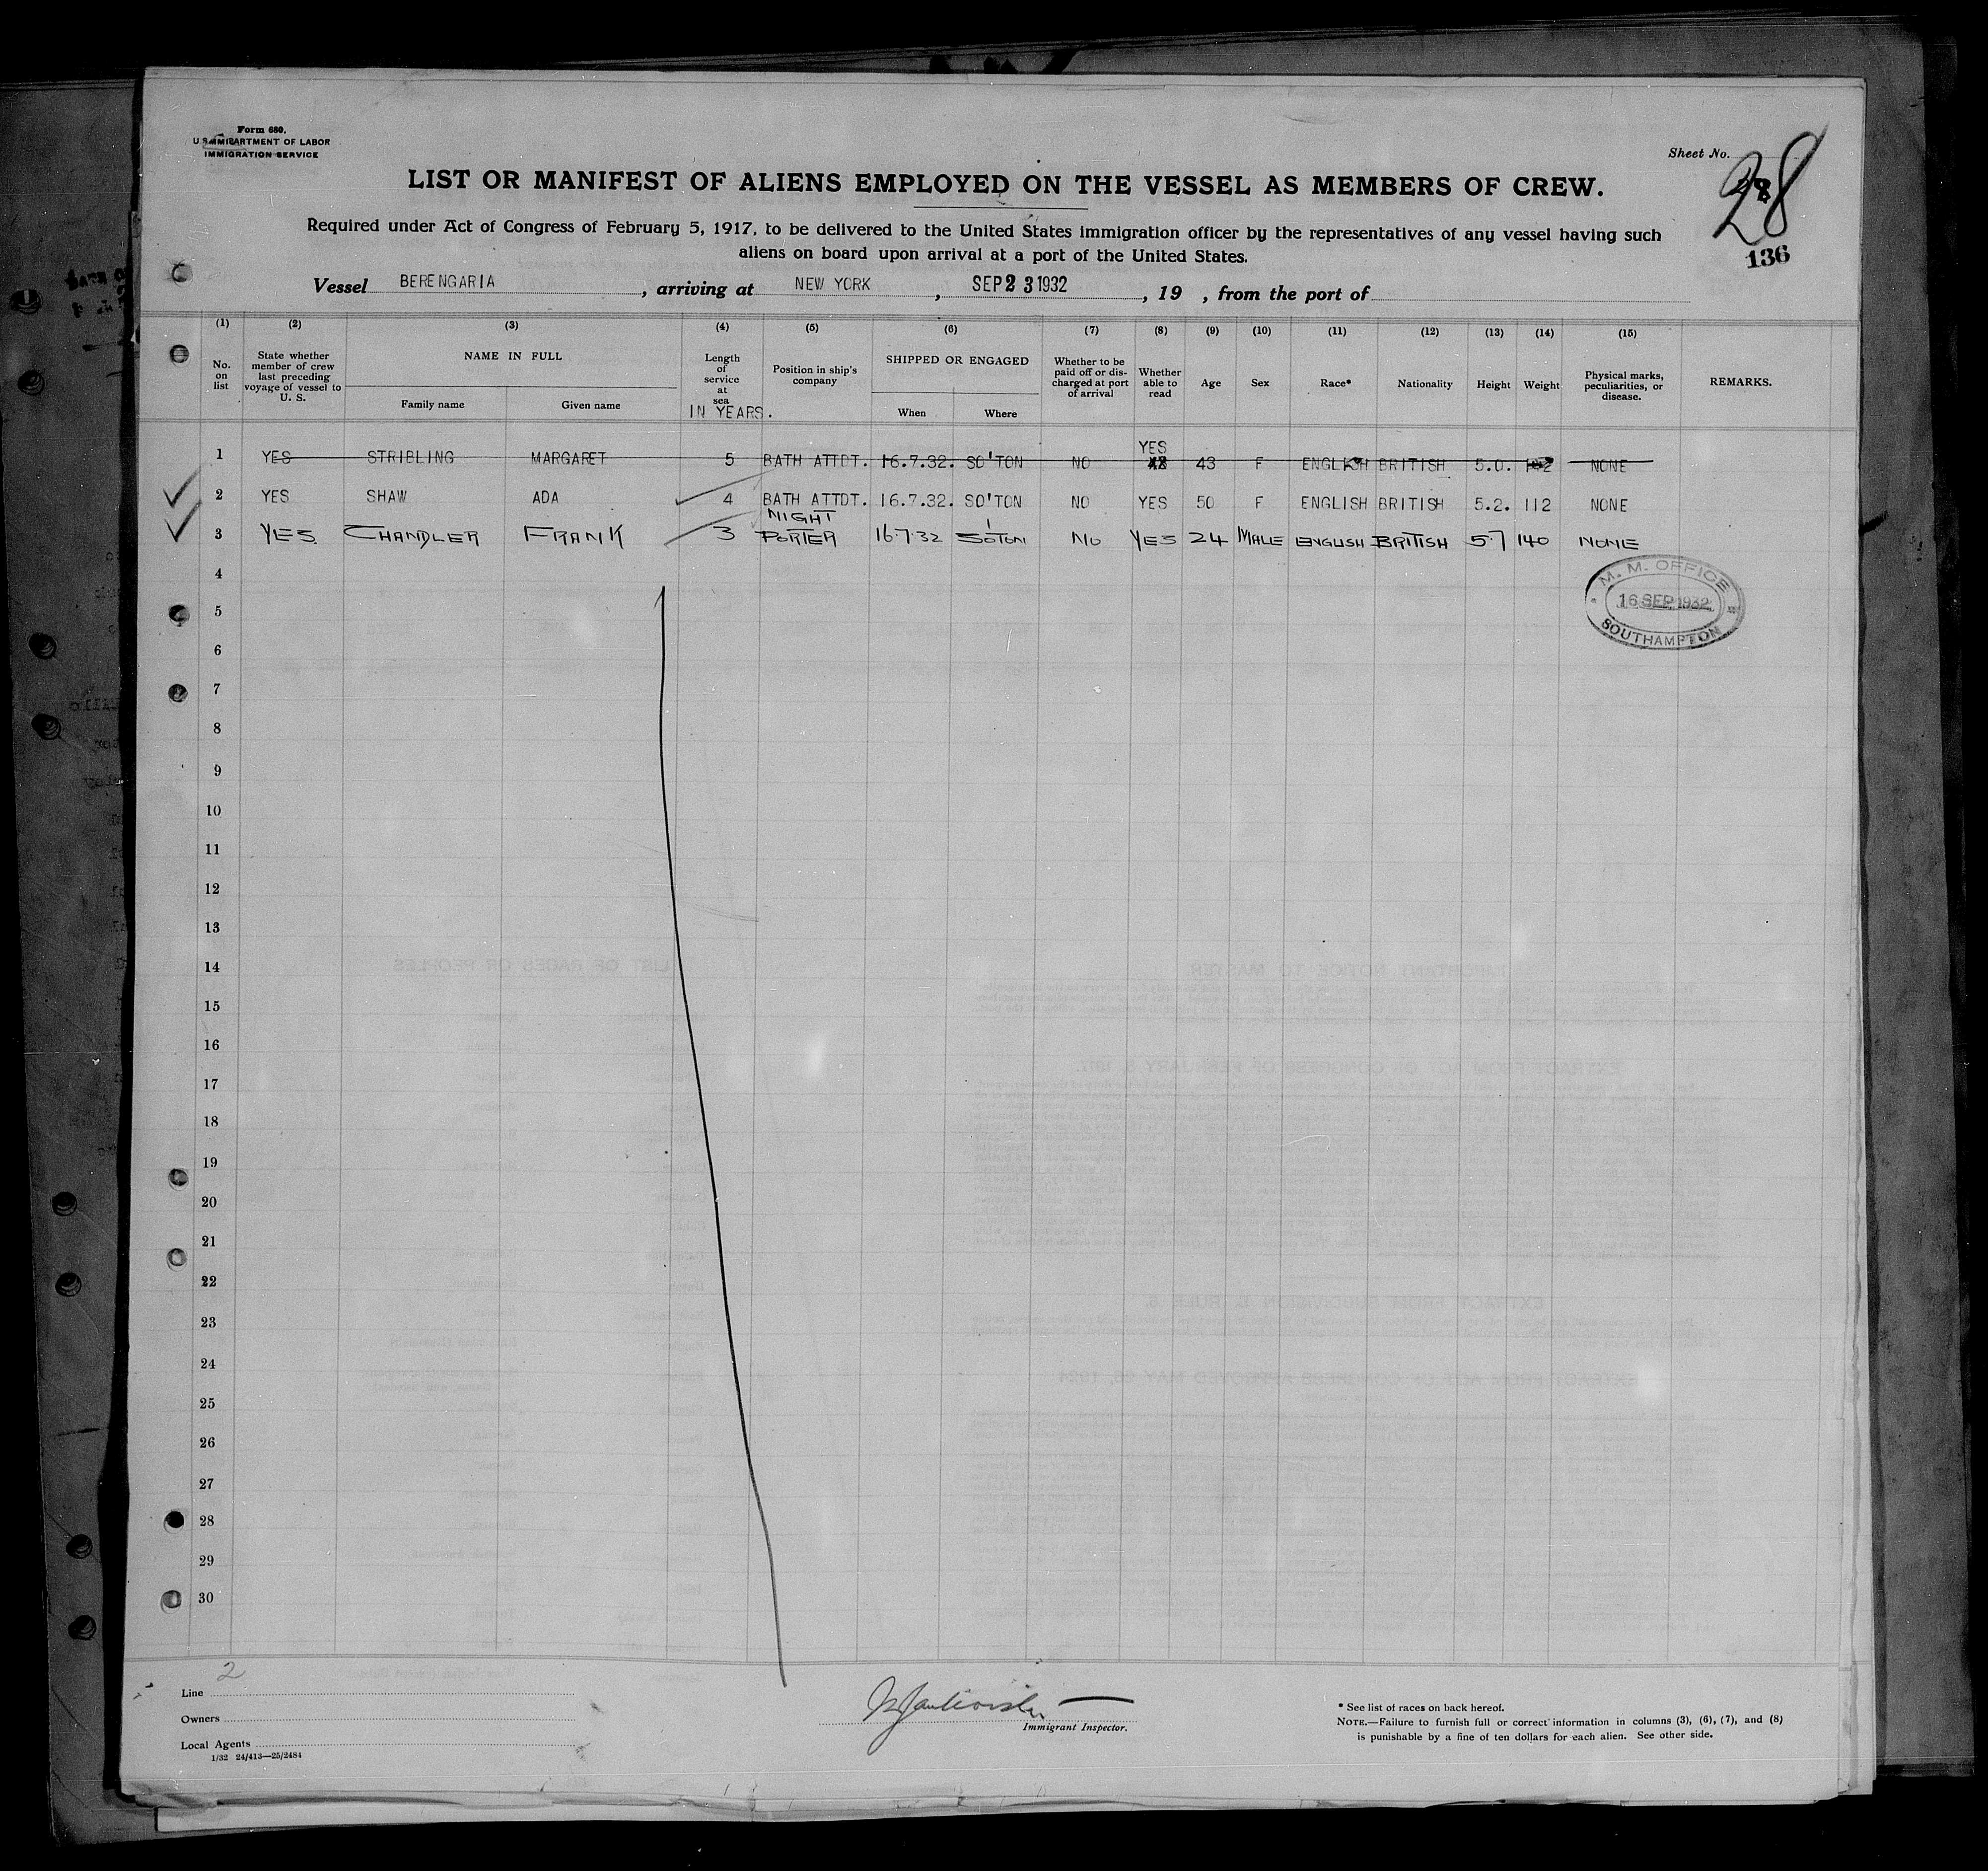 Form 680.
U.S. DEPARTMENT OF LABOR
IMMIGRATION SERVICE
Sheet No. 28
136
LIST OR MANIFEST OF ALIENS EMPLOYED ON THE VESSEL AS MEMBERS OF CREW.
Required under Act of Congress of February 5, 1917, to be delivered to the United States immigration officer by the representatives of any vessel having such
aliens on board upon arrival at a port of the United States.
Vessel BERENGARIA, arriving at NEW YORK, SEP 23 1932, 19 , from the port of
(1) (2) (3) (4) (5) (6) (7) (8) (9) (10) (11) (12) (13) (14) (15)
No. on list
State whether member of crew last preceding voyage of vessel to U. S.
NAME IN FULL
Family name Given name
Length of service at sea
IN YEARS.
Position in ship's company
SHIPPED OR ENGAGED
When Where
Whether to be paid off or discharged at port of arrival
Whether able to read
Age
Sex
Race*
Nationality
Height
Weight
Physical marks, peculiarities, or disease.
REMARKS.
YES
1 YES STRIBLING MARGARET 5 BATH ATTDT. 16.7.32. SO'TON NO 43 F ENGLISH BRITISH 5.0. NONE
2 YES SHAW ADA 4 BATH ATTDT. 16.7.32. SO'TON NO YES 50 F ENGLISH BRITISH 5.2. 112 NONE
3 YES. CHANDLER FRANK 3 NIGHT PORTER 16.7.32 SO'TON NO YES 24 MALE ENGLISH BRITISH 5.7 140 NONE
M. M. OFFICE
16 SEP 1932
SOUTHAMPTON
4
5
6
7
8
9
10
11
12
13
14
15
16
17
18
19
20
21
22
23
24
25
26
27
28
29
30
2
Line
Owners
Local Agents
1/32 24/413—25/2484
Immigrant Inspector.
* See list of races on back hereof.
NOTE.—Failure to furnish full or correct information in columns (3), (6), (7), and (8)
is punishable by a fine of ten dollars for each alien. See other side.